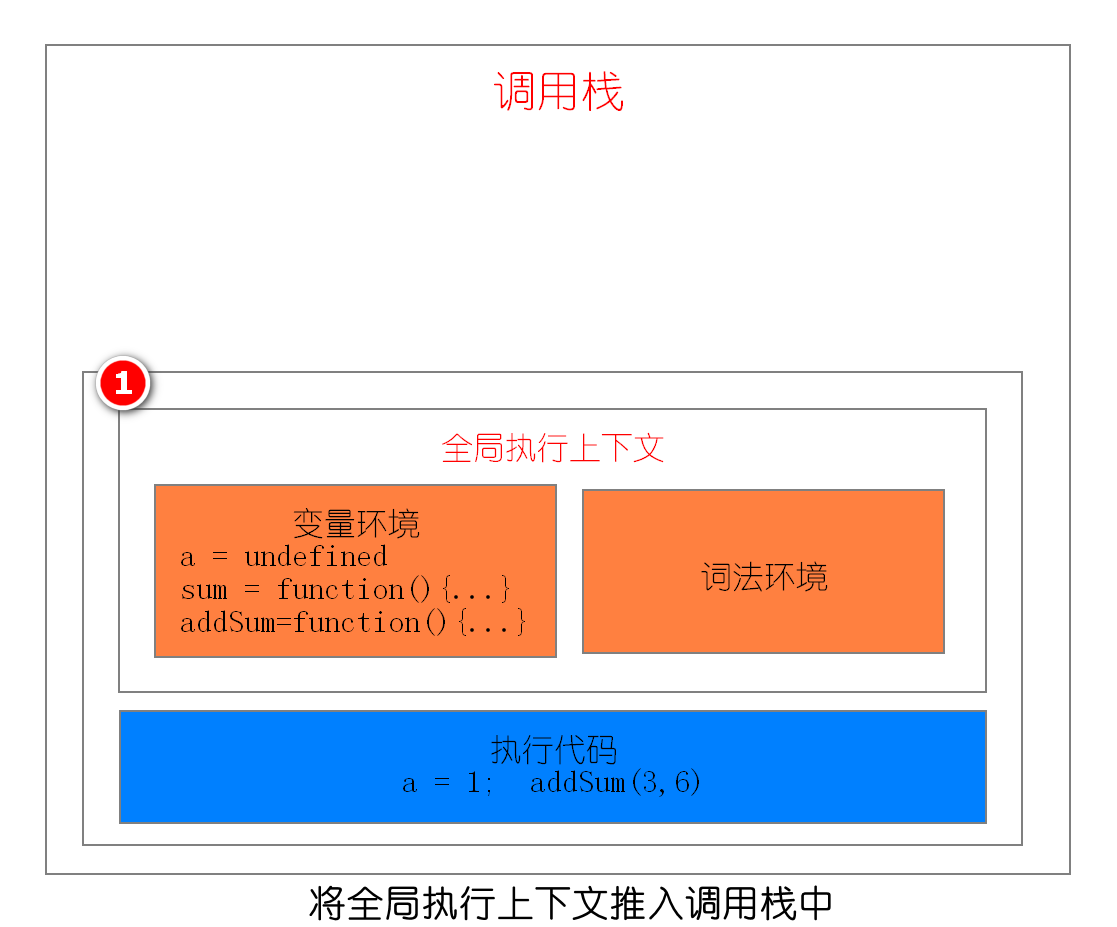 调用栈
1
全局执行上下文
变量环境
a = undefined
sum = function(){...}
addSum=function(){...}
词法环境
执行代码
a = 1;  addSum(3,6)
将全局执行上下文推入调用栈中